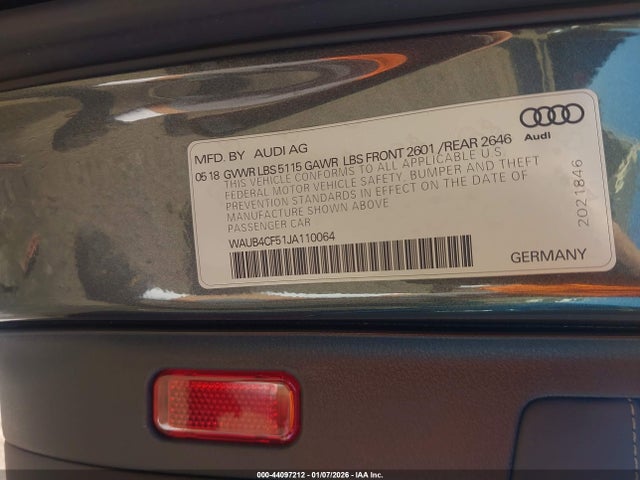 Audi
MFD. BY AUDI AG
05 18 GVWR LBS 5115 GAWR LBS FRONT 2601 /REAR 2646
THIS VEHICLE CONFORMS TO ALL APPLICABLE U.S.
FEDERAL MOTOR VEHICLE SAFETY, BUMPER AND THEFT
PREVENTION STANDARDS IN EFFECT ON THE DATE OF
MANUFACTURE SHOWN ABOVE
PASSENGER CAR
WAUB4CF51JA110064
2021846
GERMANY
000-44097212 - 01/07/2026 - IAA Inc.